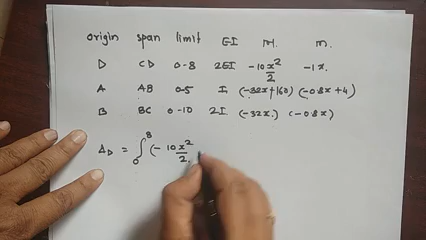 origin span limit EI M. m.
D CD 0-8 2EI -10x²/2 -1x.
A AB 0-5 I (-32x+160) (-0.8x+4)
B BC 0-10 2I (-32x.) (-0.8x)
Δ_D = ∫₀⁸ (- 10x²/2.